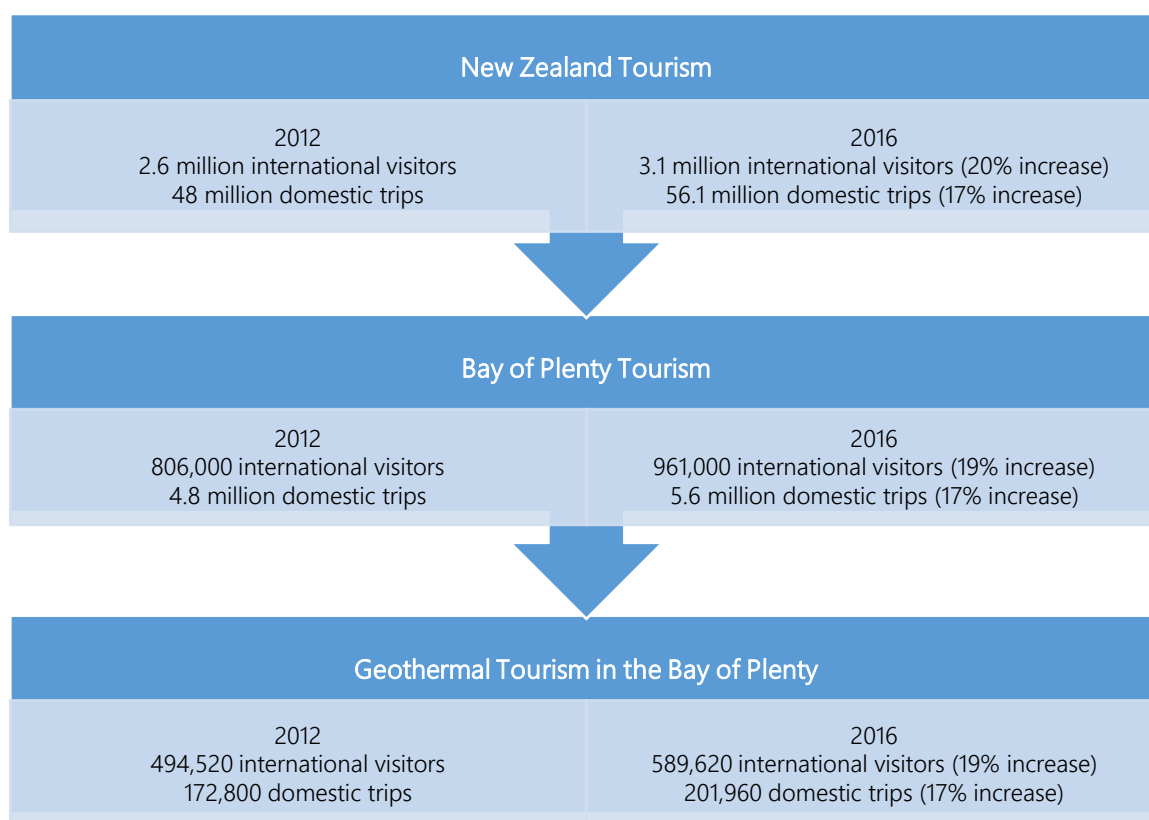 New Zealand Tourism
2012
2.6 million international visitors
48 million domestic trips
2016
3.1 million international visitors (20% increase)
56.1 million domestic trips (17% increase)
Bay of Plenty Tourism
2012
806,000 international visitors
4.8 million domestic trips
2016
961,000 international visitors (19% increase)
5.6 million domestic trips (17% increase)
Geothermal Tourism in the Bay of Plenty
2012
494,520 international visitors
172,800 domestic trips
2016
589,620 international visitors (19% increase)
201,960 domestic trips (17% increase)